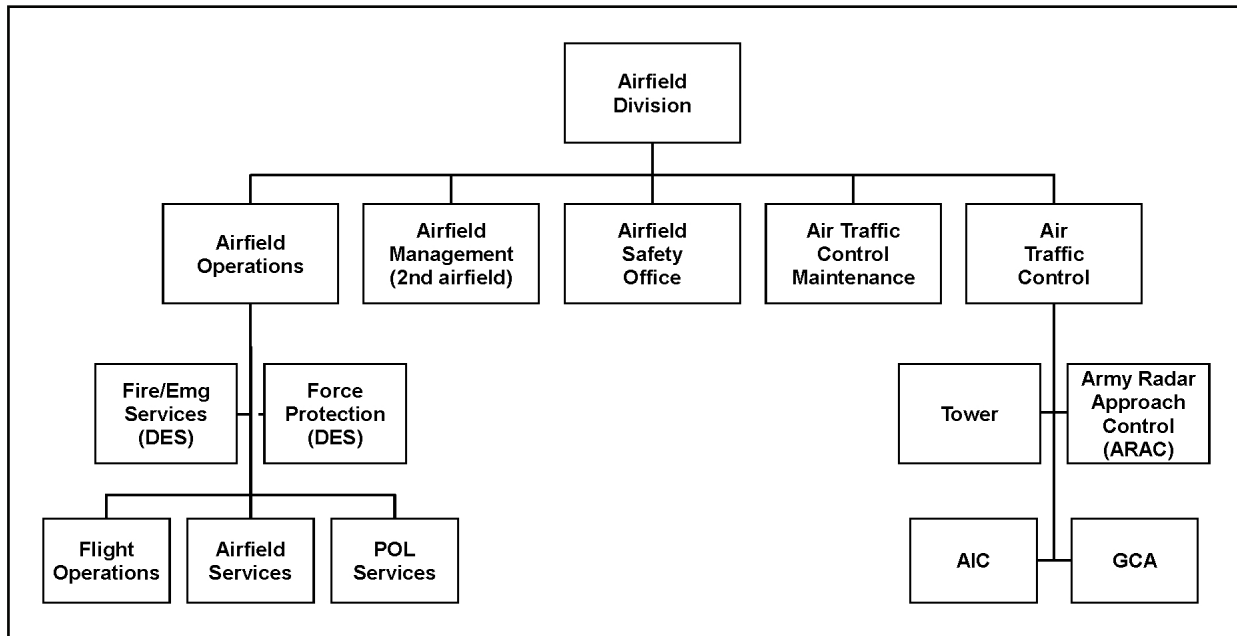 Airfield
Division
Airfield
Operations
Airfield
Management
(2nd airfield)
Airfield
Safety
Office
Air Traffic
Control
Maintenance
Air
Traffic
Control
Fire/Emg
Services
(DES)
Force
Protection
(DES)
Tower
Army Radar
Approach
Control
(ARAC)
Flight
Operations
Airfield
Services
POL
Services
AIC
GCA